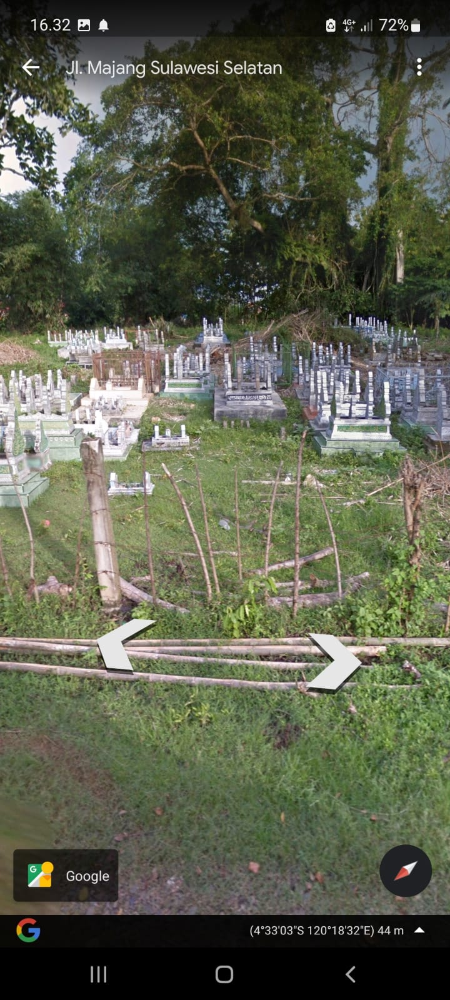 16.32 4G+ 72%
Jl. Majang Sulawesi Selatan
Google
(4°33'03"S 120°18'32"E) 44 m